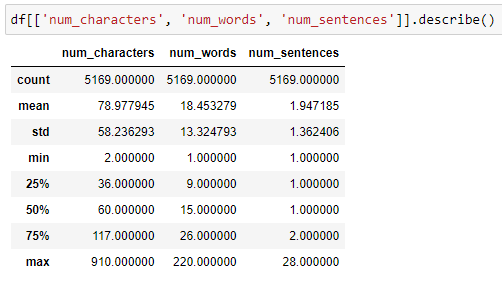 df[['num_characters', 'num_words', 'num_sentences']].describe()
num_characters num_words num_sentences
count 5169.000000 5169.000000 5169.000000
mean 78.977945 18.453279 1.947185
std 58.236293 13.324793 1.362406
min 2.000000 1.000000 1.000000
25% 36.000000 9.000000 1.000000
50% 60.000000 15.000000 1.000000
75% 117.000000 26.000000 2.000000
max 910.000000 220.000000 28.000000